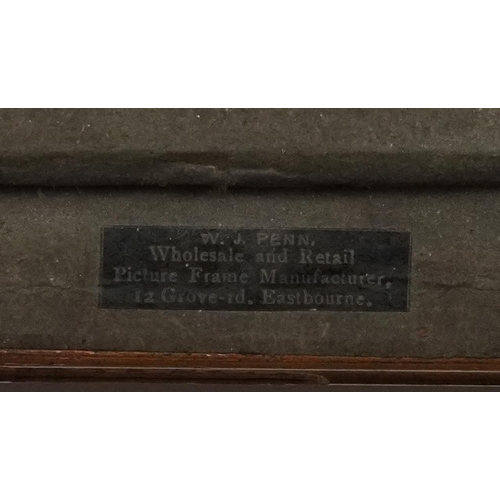 W. J. PENN,
Wholesale and Retail
Picture Frame Manufacturer,
12 Grove-rd. Eastbourne.